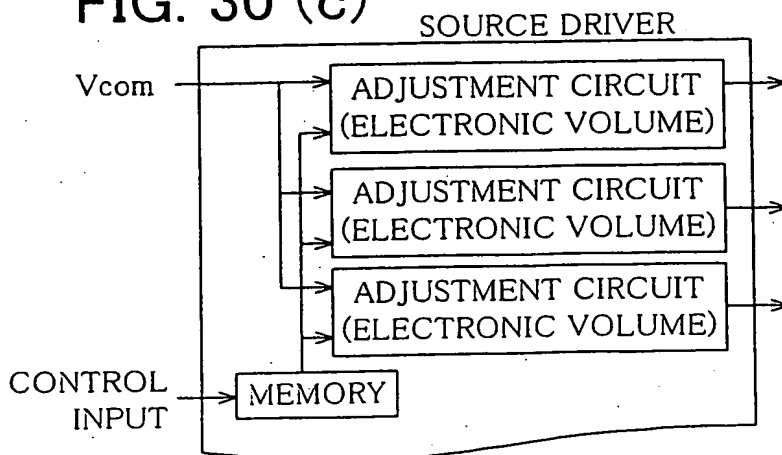 FIG. 30 (c)
SOURCE DRIVER
Vcom
ADJUSTMENT CIRCUIT
(ELECTRONIC VOLUME)
ADJUSTMENT CIRCUIT
(ELECTRONIC VOLUME)
ADJUSTMENT CIRCUIT
(ELECTRONIC VOLUME)
CONTROL
INPUT
MEMORY